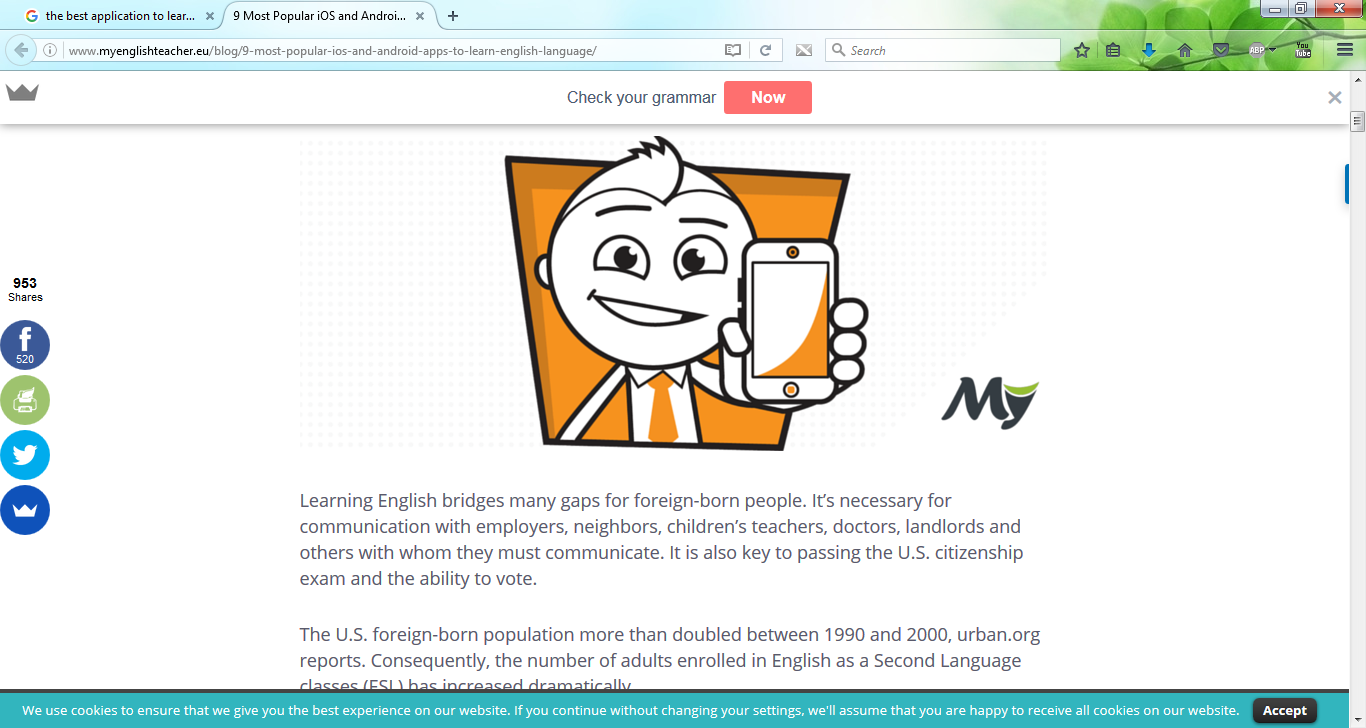 the best application to lear...
9 Most Popular iOS and Androi...
www.myenglishteacher.eu/blog/9-most-popular-ios-and-android-apps-to-learn-english-language/
Search
ABP
You
Tube
Check your grammar
Now
953
Shares
520
My
Learning English bridges many gaps for foreign-born people. It’s necessary for
communication with employers, neighbors, children’s teachers, doctors, landlords and
others with whom they must communicate. It is also key to passing the U.S. citizenship
exam and the ability to vote.
The U.S. foreign-born population more than doubled between 1990 and 2000, urban.org
reports. Consequently, the number of adults enrolled in English as a Second Language
classes (ESL) has increased dramatically
We use cookies to ensure that we give you the best experience on our website. If you continue without changing your settings, we'll assume that you are happy to receive all cookies on our website.
Accept